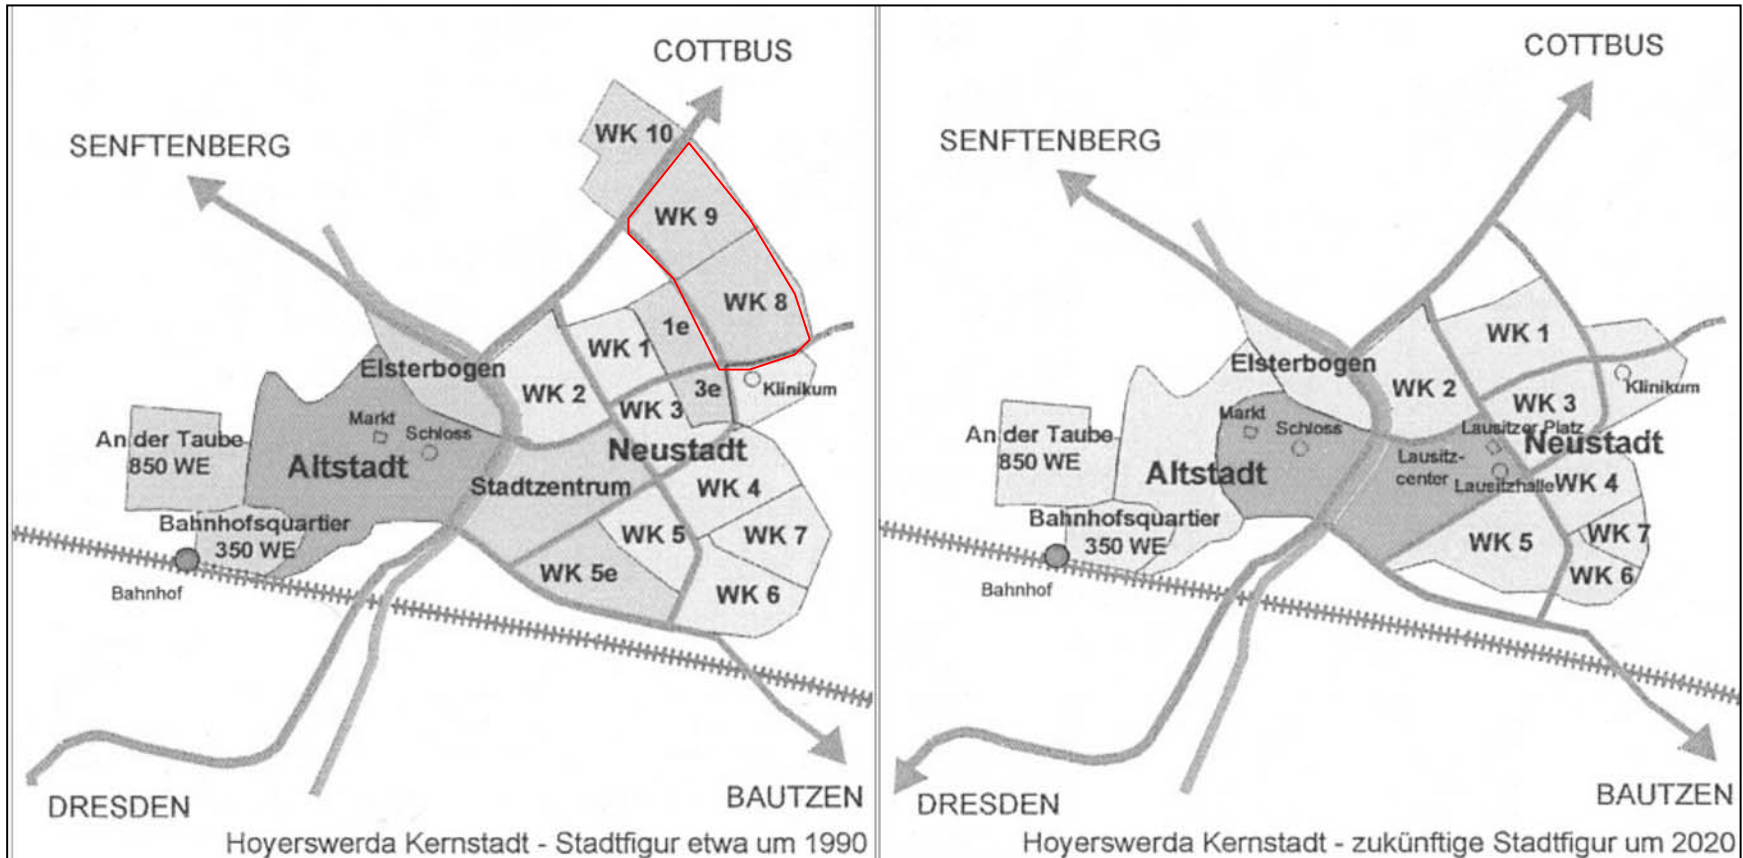 COTTBUS
SENFTENBERG
WK 10
WK 9
WK 8
1e
WK 1
Elsterbogen
WK 2
3e
Klinikum
WK 3
Markt
Schloss
An der Taube
850 WE
Altstadt
Neustadt
Stadtzentrum
WK 4
Bahnhofsquartier
350 WE
WK 5
WK 7
WK 5e
WK 6
Bahnhof
DRESDEN
BAUTZEN
Hoyerswerda Kernstadt - Stadtfigur etwa um 1990
COTTBUS
SENFTENBERG
WK 1
Elsterbogen
WK 2
Klinikum
WK 3
Markt
Schloss
Lausitzer Platz
An der Taube
850 WE
Altstadt
Neustadt
Lausitz-
center
Lausitzhalle
WK 4
Bahnhofsquartier
350 WE
WK 5
WK 7
WK 6
Bahnhof
DRESDEN
BAUTZEN
Hoyerswerda Kernstadt - zukünftige Stadtfigur um 2020